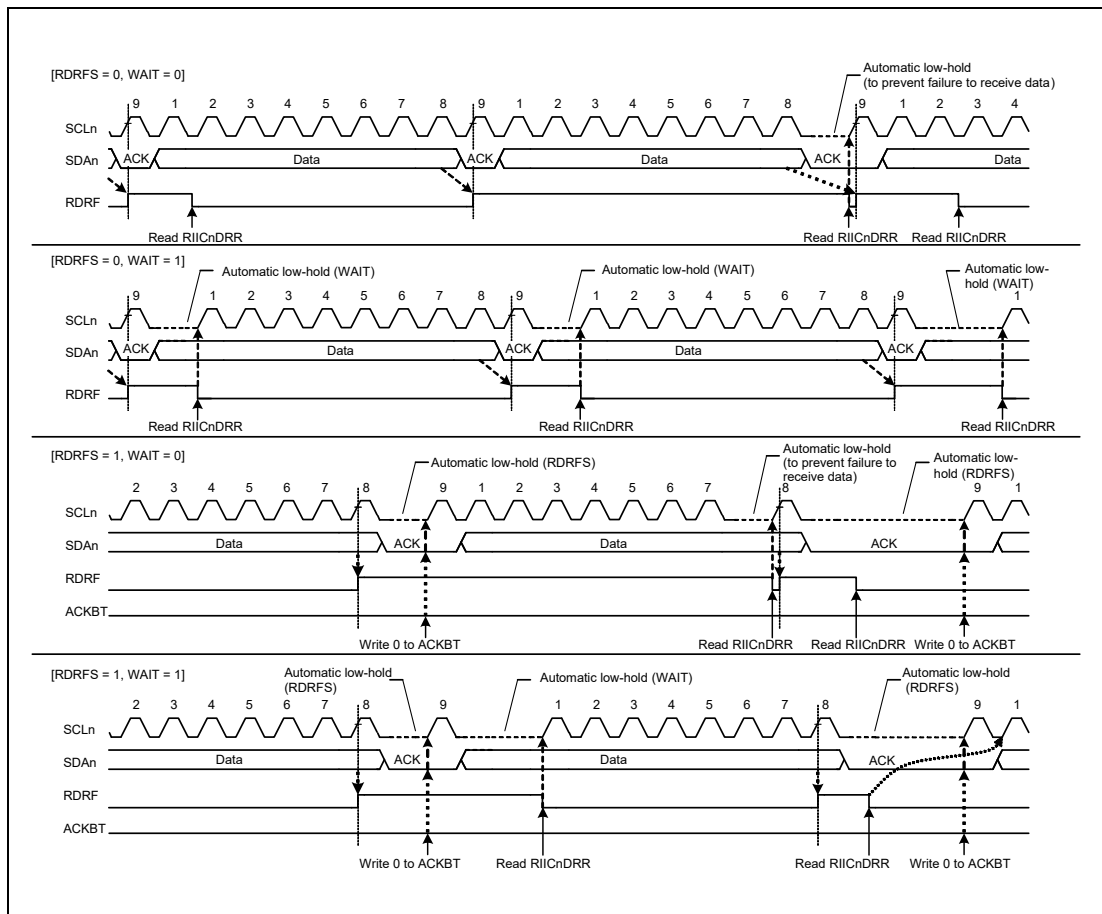 [RDRFS = 0, WAIT = 0]
Automatic low-hold
(to prevent failure to receive data)
9 1 2 3 4 5 6 7 8 9 1 2 3 4 5 6 7 8 9 1 2 3 4
SCLn
SDAn ACK Data ACK Data ACK Data
RDRF
Read RIICnDRR Read RIICnDRR Read RIICnDRR
[RDRFS = 0, WAIT = 1]
Automatic low-hold (WAIT) Automatic low-hold (WAIT) Automatic low-
hold (WAIT)
9 1 2 3 4 5 6 7 8 9 1 2 3 4 5 6 7 8 9 1
SCLn
SDAn ACK Data ACK Data ACK
RDRF
Read RIICnDRR Read RIICnDRR Read RIICnDRR
[RDRFS = 1, WAIT = 0]
Automatic low-hold (RDRFS) Automatic low-hold
(to prevent failure to
receive data) Automatic low-
hold (RDRFS)
2 3 4 5 6 7 8 9 1 2 3 4 5 6 7 8 9 1
SCLn
SDAn Data ACK Data ACK
RDRF
ACKBT
Write 0 to ACKBT Read RIICnDRR Read RIICnDRR Write 0 to ACKBT
[RDRFS = 1, WAIT = 1]
Automatic low-hold
(RDRFS) Automatic low-hold (WAIT) Automatic low-hold
(RDRFS)
2 3 4 5 6 7 8 9 1 2 3 4 5 6 7 8 9 1
SCLn
SDAn Data ACK Data ACK
RDRF
ACKBT
Write 0 to ACKBT Read RIICnDRR Read RIICnDRR Write 0 to ACKBT